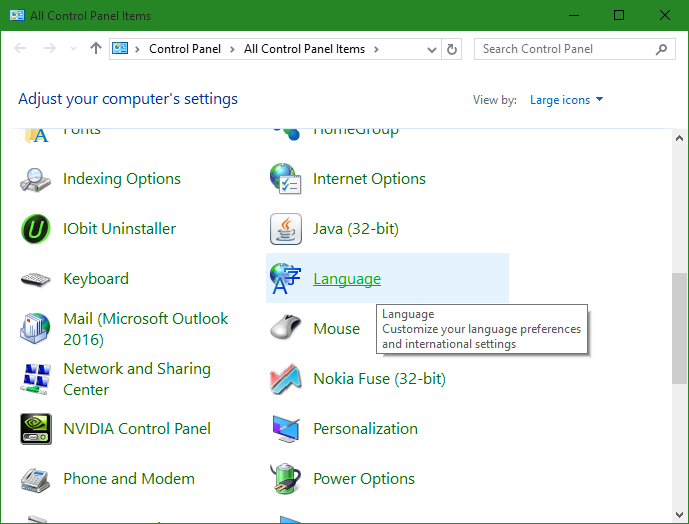 All Control Panel Items
Control Panel > All Control Panel Items >
Search Control Panel
Adjust your computer's settings
View by: Large icons
Fonts
HomeGroup
Indexing Options
Internet Options
IObit Uninstaller
Java (32-bit)
Keyboard
Language
Mail (Microsoft Outlook
2016)
Mouse
Language
Customize your language preferences
and international settings
Network and Sharing
Center
Nokia Fuse (32-bit)
NVIDIA Control Panel
Personalization
Phone and Modem
Power Options